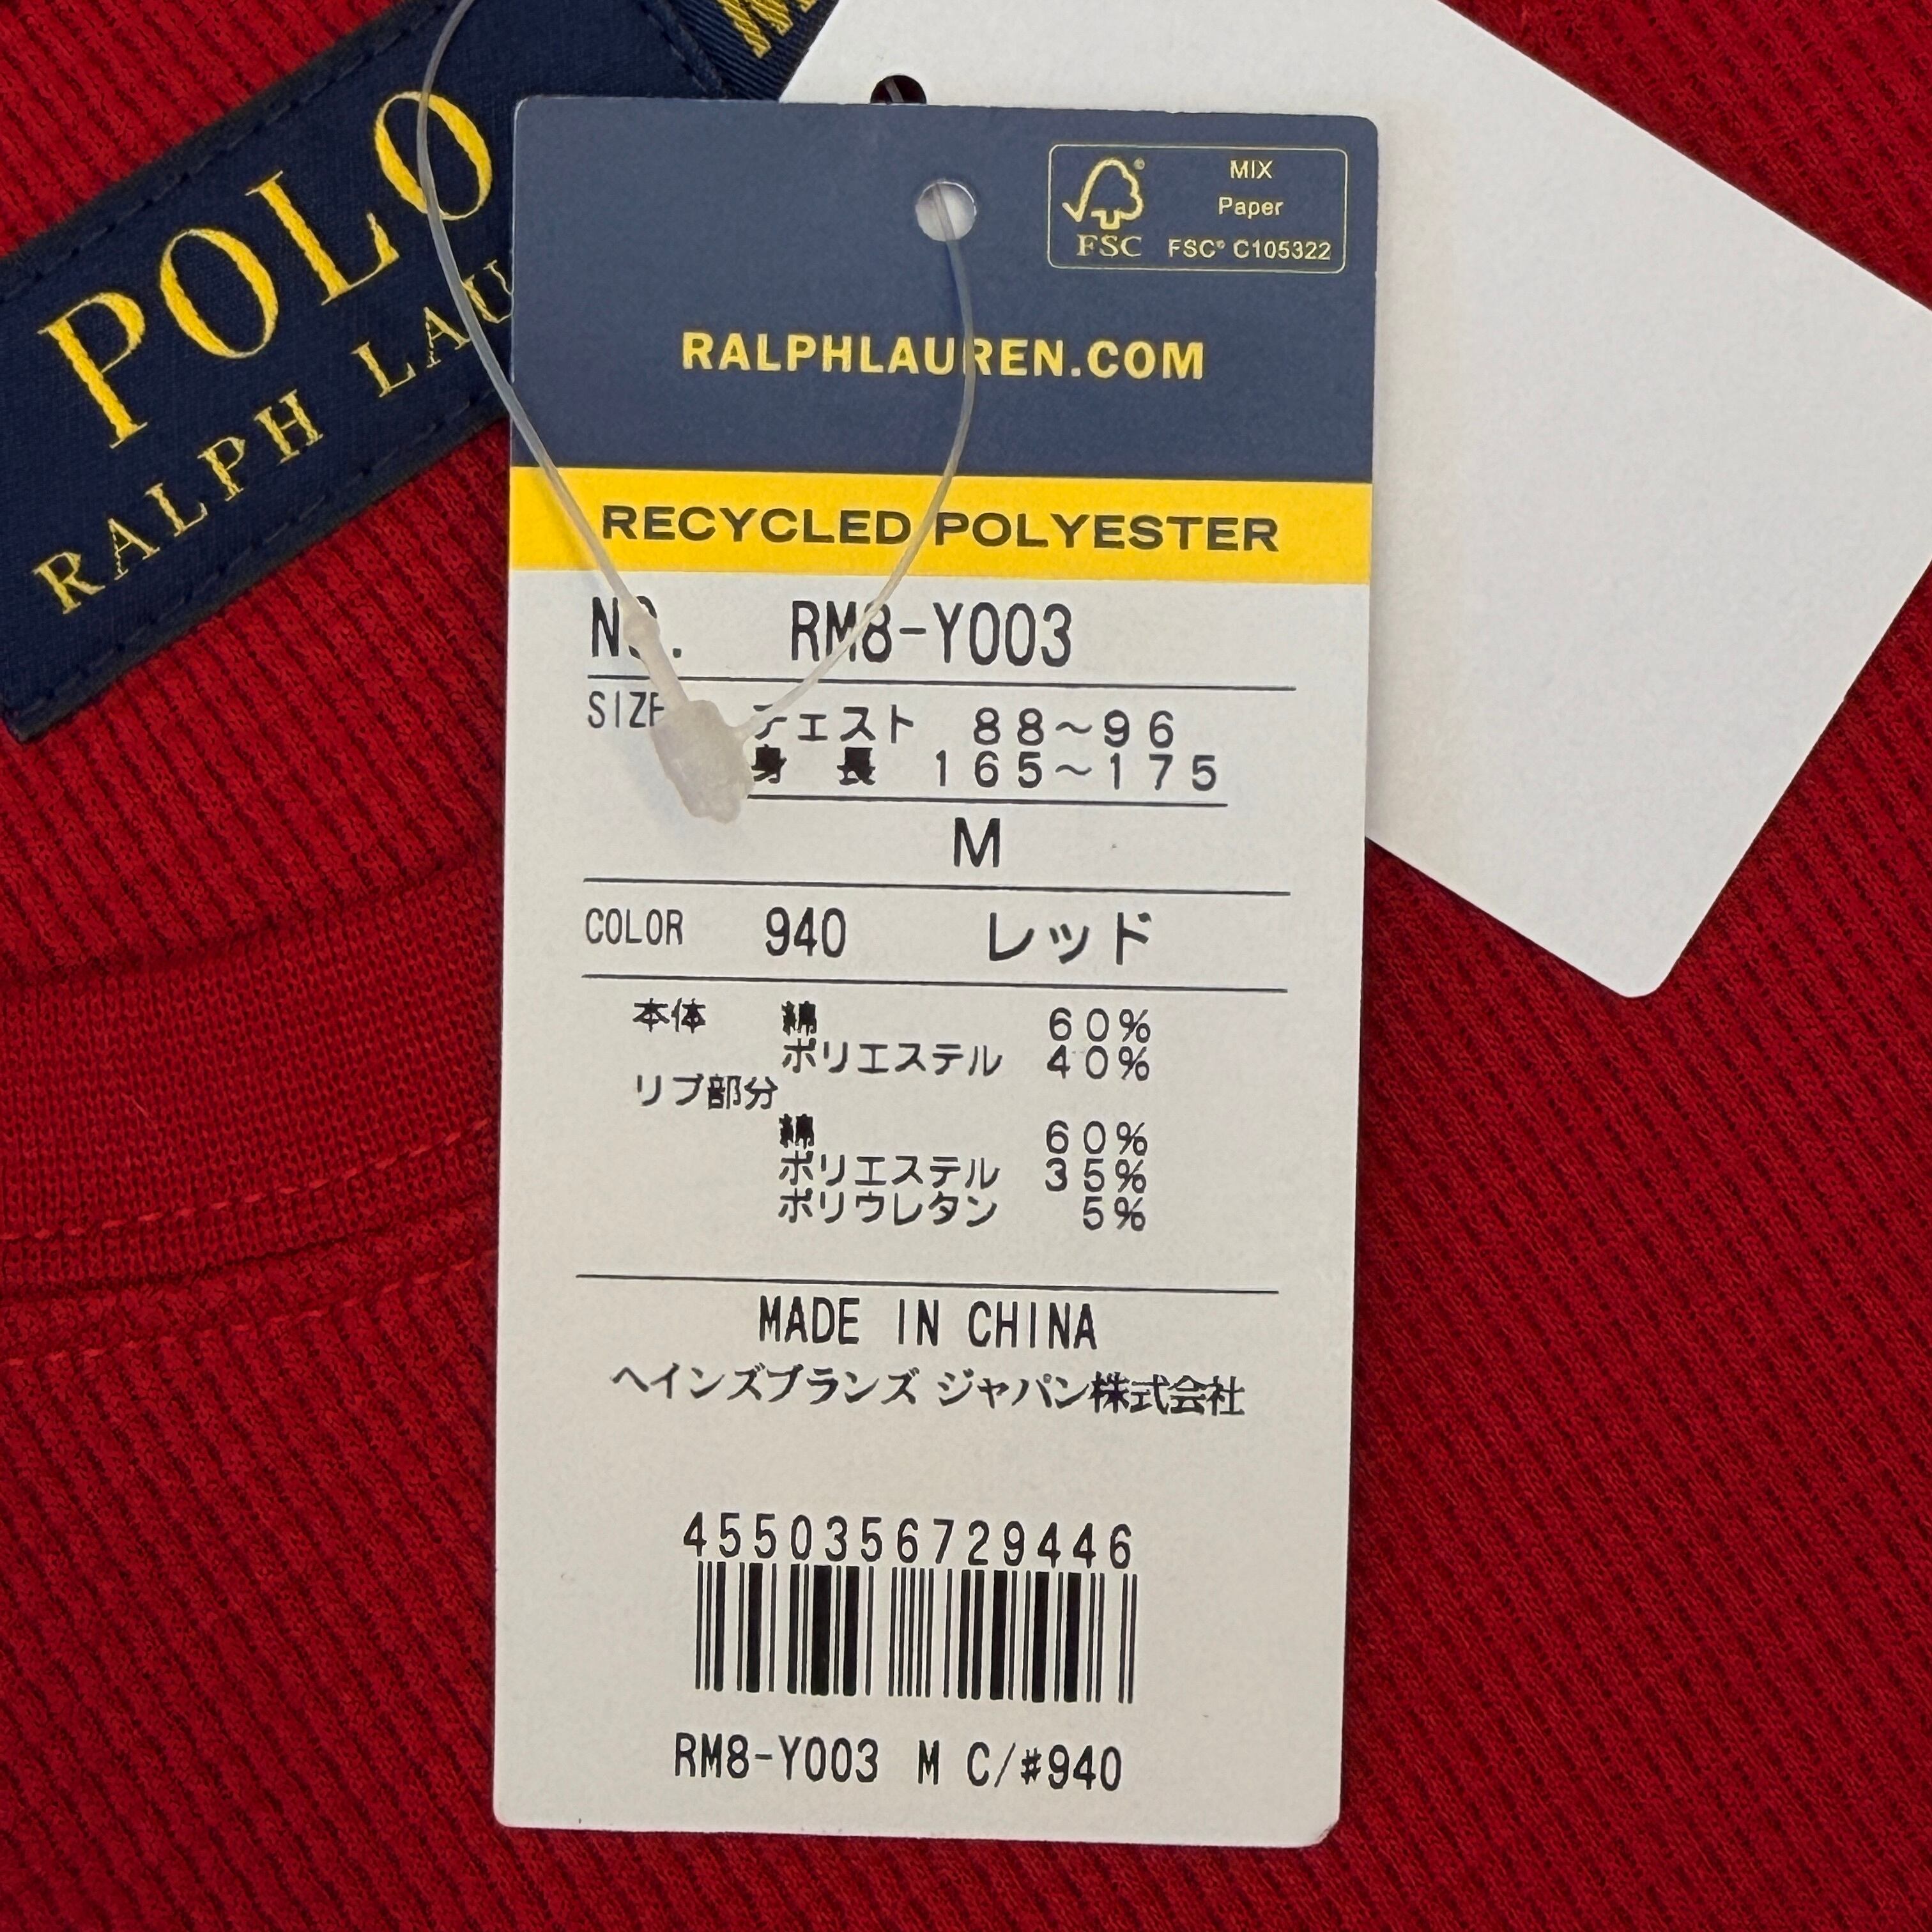 POLO
RALPH LAU
MIX
Paper
FSC
FSC® C105322
RALPHLAUREN.COM
RECYCLED POLYESTER
NO. RM8-Y003
SIZE チェスト 88～96
身 長 165～175
M
COLOR 940 レッド
本体 綿 60%
ポリエステル 40%
リブ部分
綿 60%
ポリエステル 35%
ポリウレタン 5%
MADE IN CHINA
ヘインズブランズ ジャパン株式会社
4550356729446
RM8-Y003 M C/#940